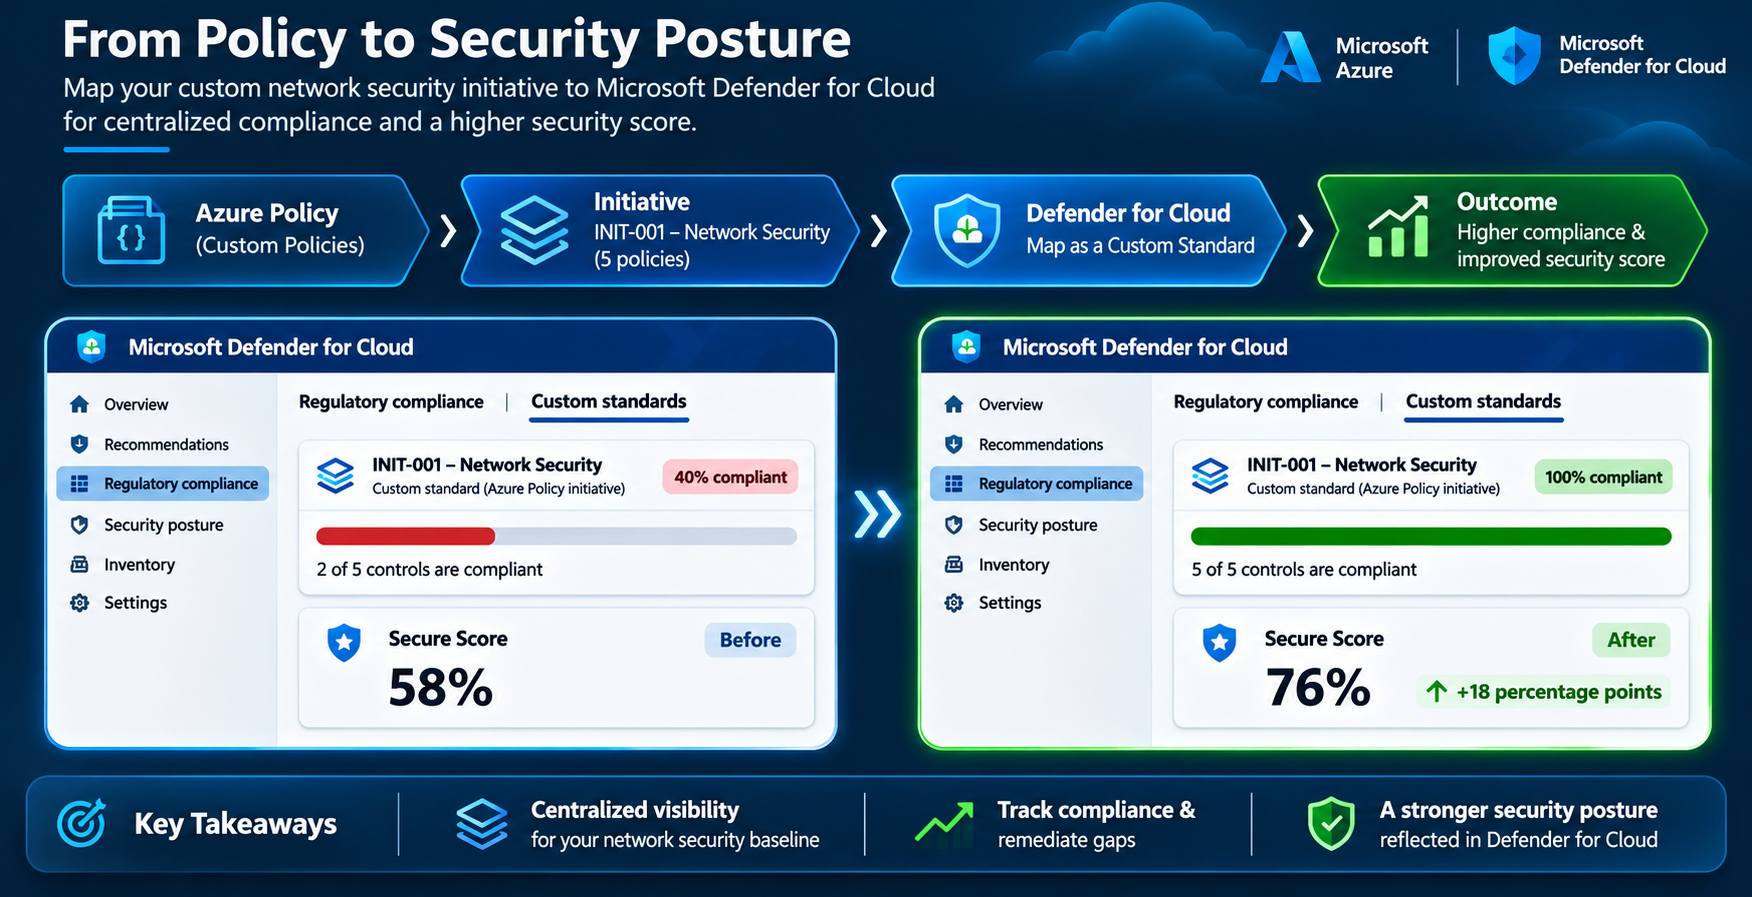 From Policy to Security Posture
Map your custom network security initiative to Microsoft Defender for Cloud
for centralized compliance and a higher security score.
Microsoft
Azure
Microsoft
Defender for Cloud
{}
Azure Policy
(Custom Policies)
Initiative
INIT-001 – Network Security
(5 policies)
Defender for Cloud
Map as a Custom Standard
Outcome
Higher compliance &
improved security score
Microsoft Defender for Cloud
Overview
Recommendations
Regulatory compliance
Security posture
Inventory
Settings
Regulatory compliance | Custom standards
INIT-001 – Network Security
Custom standard (Azure Policy initiative)
40% compliant
2 of 5 controls are compliant
Secure Score
Before
58%
Microsoft Defender for Cloud
Overview
Recommendations
Regulatory compliance
Security posture
Inventory
Settings
Regulatory compliance | Custom standards
INIT-001 – Network Security
Custom standard (Azure Policy initiative)
100% compliant
5 of 5 controls are compliant
Secure Score
After
76%
+18 percentage points
Key Takeaways
Centralized visibility
for your network security baseline
Track compliance &
remediate gaps
A stronger security posture
reflected in Defender for Cloud